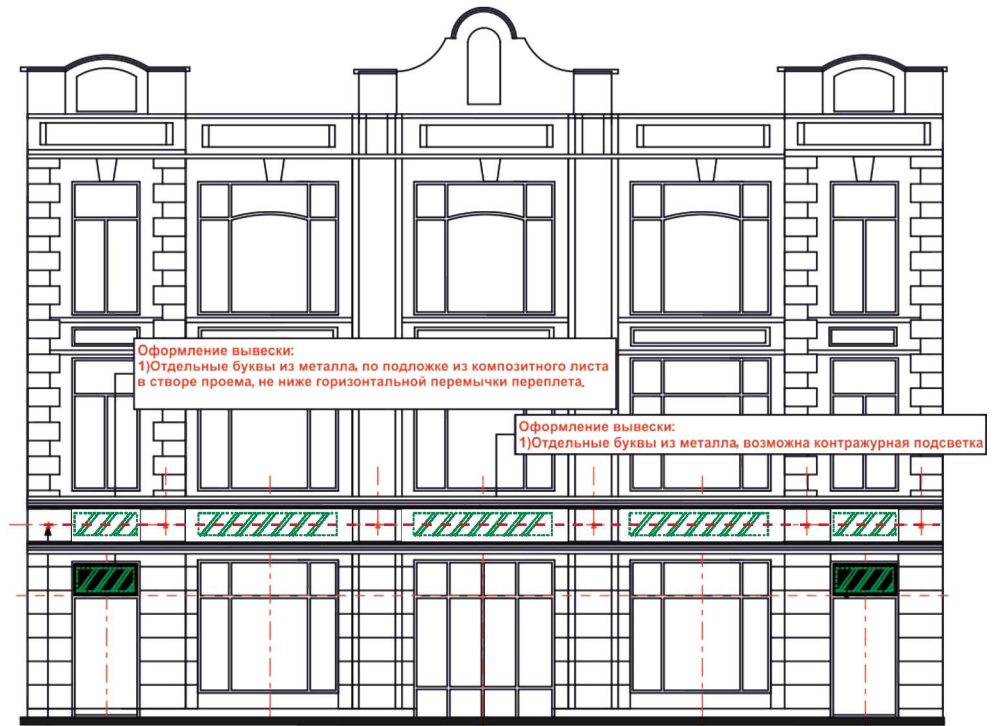 Оформление вывески:
1)Отдельные буквы из металла, по подложке из композитного листа
в створе проема, не ниже горизонтальной перемычки переплета.
Оформление вывески:
1)Отдельные буквы из металла, возможна контражурная подсветка